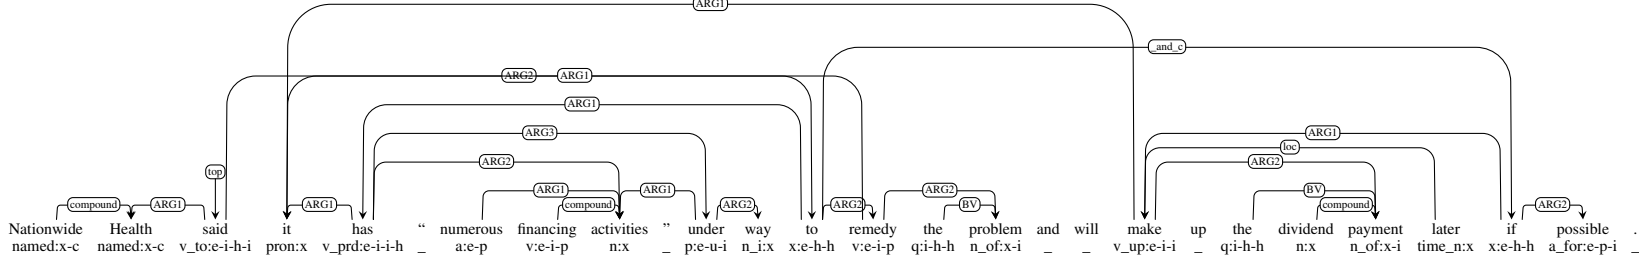 ARG1
_and_c
ARG2 ARG1
ARG1
ARG3 ARG1
loc
top ARG2 ARG2
ARG1 ARG1 ARG2 BV
compound ARG1 ARG1 compound ARG2 ARG2 BV compound ARG2
Nationwide Health said it has “ numerous financing activities ” under way to remedy the problem and will make up the dividend payment later if possible .
named:x-c named:x-c v_to:e-i-h-i pron:x v_prd:e-i-i-h _ a:e-p v:e-i-p n:x _ p:e-u-i n_i:x x:e-h-h v:e-i-p q:i-h-h n_of:x-i _ _ v_up:e-i-i _ q:i-h-h n:x n_of:x-i time_n:x x:e-h-h a_for:e-p-i _